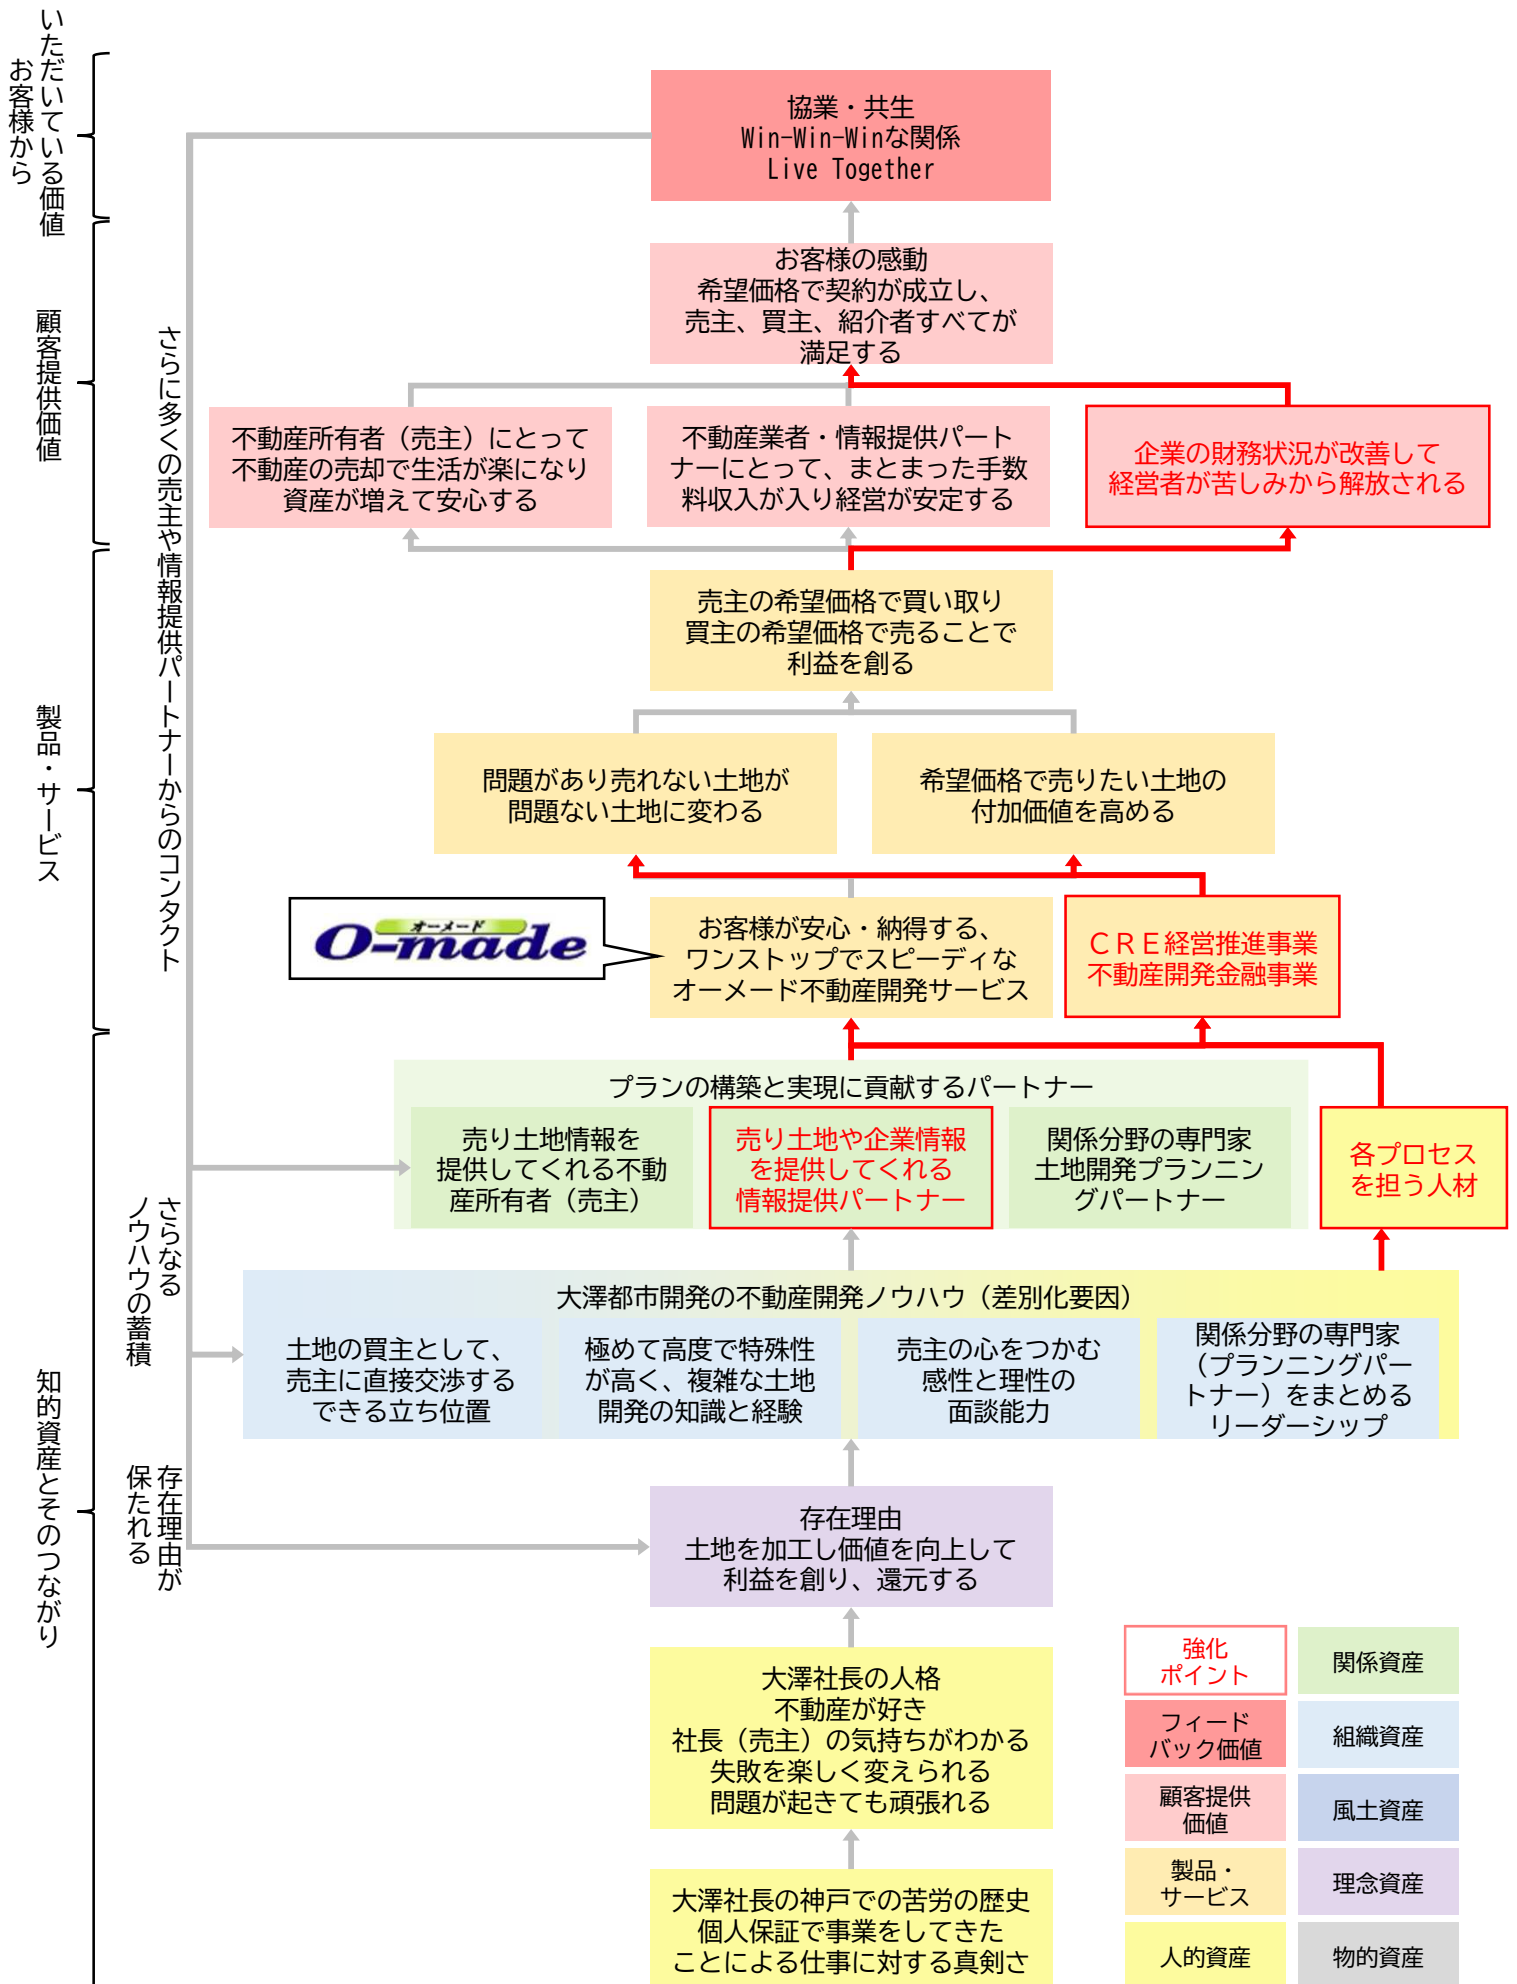 お客様から
いただいている価値
顧客提供価値
製品・サービス
知的資産とそのつながり
さらに多くの売主や情報提供パートナーからのコンタクト
さらなる
ノウハウの蓄積
存在理由が
保たれる
協業・共生
Win-Win-Winな関係
Live Together
お客様の感動
希望価格で契約が成立し、
売主、買主、紹介者すべてが
満足する
不動産所有者（売主）にとって
不動産の売却で生活が楽になり
資産が増えて安心する
不動産業者・情報提供パート
ナーにとって、まとまった手数
料収入が入り経営が安定する
企業の財務状況が改善して
経営者が苦しみから解放される
売主の希望価格で買い取り
買主の希望価格で売ることで
利益を創る
問題があり売れない土地が
問題ない土地に変わる
希望価格で売りたい土地の
付加価値を高める
オーメード
O-made
お客様が安心・納得する、
ワンストップでスピーディな
オーメード不動産開発サービス
ＣＲＥ経営推進事業
不動産開発金融事業
プランの構築と実現に貢献するパートナー
売り土地情報を
提供してくれる不動
産所有者（売主）
売り土地や企業情報
を提供してくれる
情報提供パートナー
関係分野の専門家
土地開発プランニン
グパートナー
各プロセス
を担う人材
大澤都市開発の不動産開発ノウハウ（差別化要因）
土地の買主として、
売主に直接交渉する
できる立ち位置
極めて高度で特殊性
が高く、複雑な土地
開発の知識と経験
売主の心をつかむ
感性と理性の
面談能力
関係分野の専門家
（プランニングパー
トナー）をまとめる
リーダーシップ
存在理由
土地を加工し価値を向上して
利益を創り、還元する
大澤社長の人格
不動産が好き
社長（売主）の気持ちがわかる
失敗を楽しく変えられる
問題が起きても頑張れる
大澤社長の神戸での苦労の歴史
個人保証で事業をしてきた
ことによる仕事に対する真剣さ
強化
ポイント
関係資産
フィード
バック価値
組織資産
顧客提供
価値
風土資産
製品・
サービス
理念資産
人的資産
物的資産